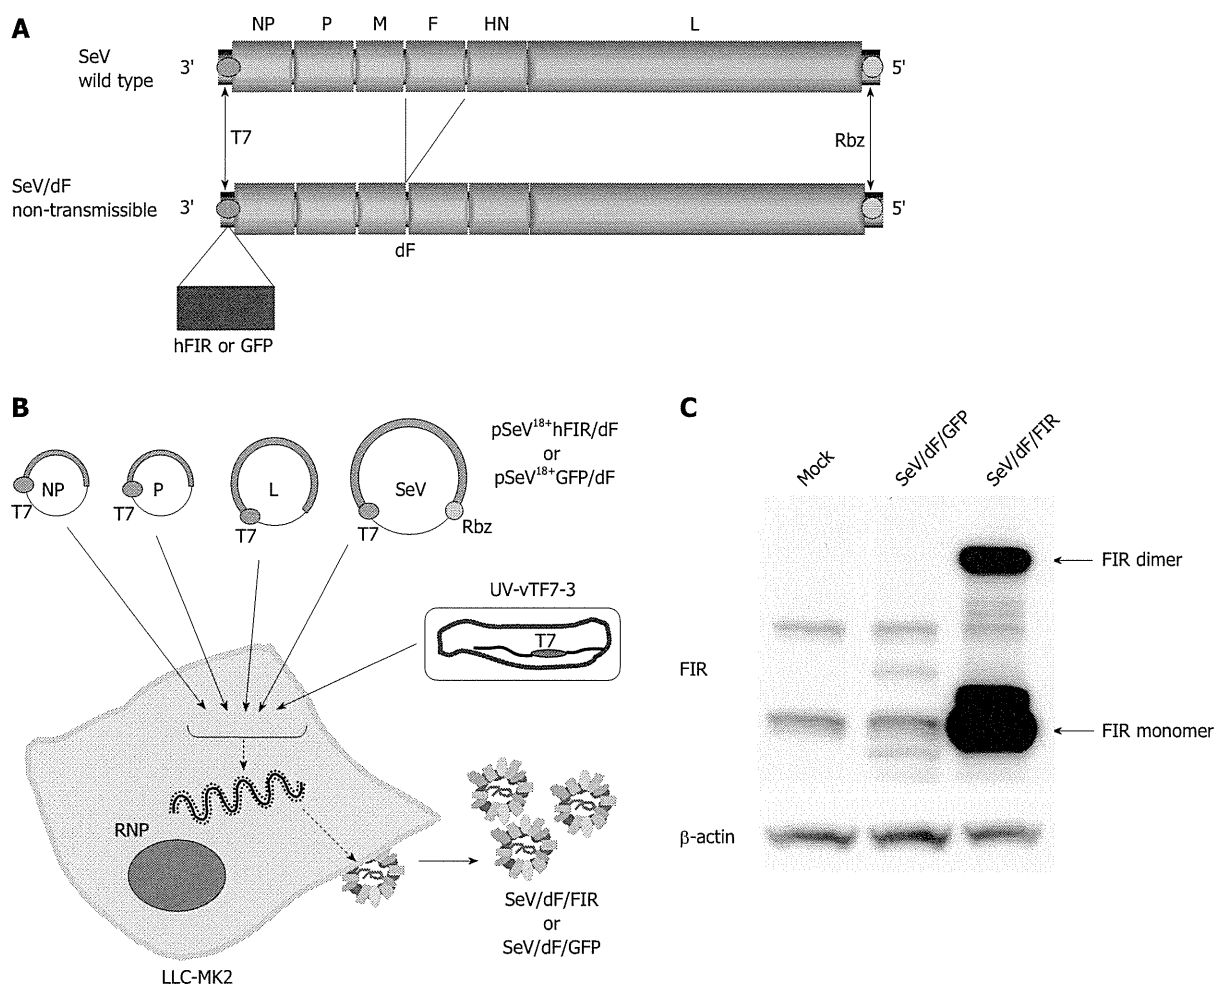 A
NP P M F HN L
SeV
wild type
3' 5'
T7
Rbz
SeV/dF
non-transmissible
3' 5'
dF
hFIR or GFP
B
NP
T7
P
T7
L
T7
SeV
T7
Rbz
pSeV18+hFIR/dF
or
pSeV18+GFP/dF
UV-vTF7-3
T7
RNP
LLC-MK2
SeV/dF/FIR
or
SeV/dF/GFP
C
Mock
SeV/dF/GFP
SeV/dF/FIR
FIR dimer
FIR
FIR monomer
β-actin